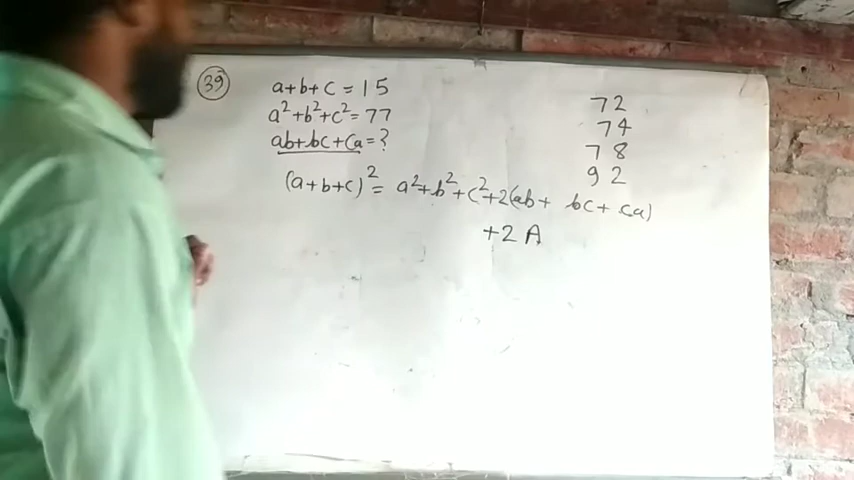 39
a+b+c = 15
a²+b²+c² = 77
ab+bc+ca = ?
(a+b+c)² = a²+b²+c²+2(ab+ bc+ca)
+2 A
72
74
78
92